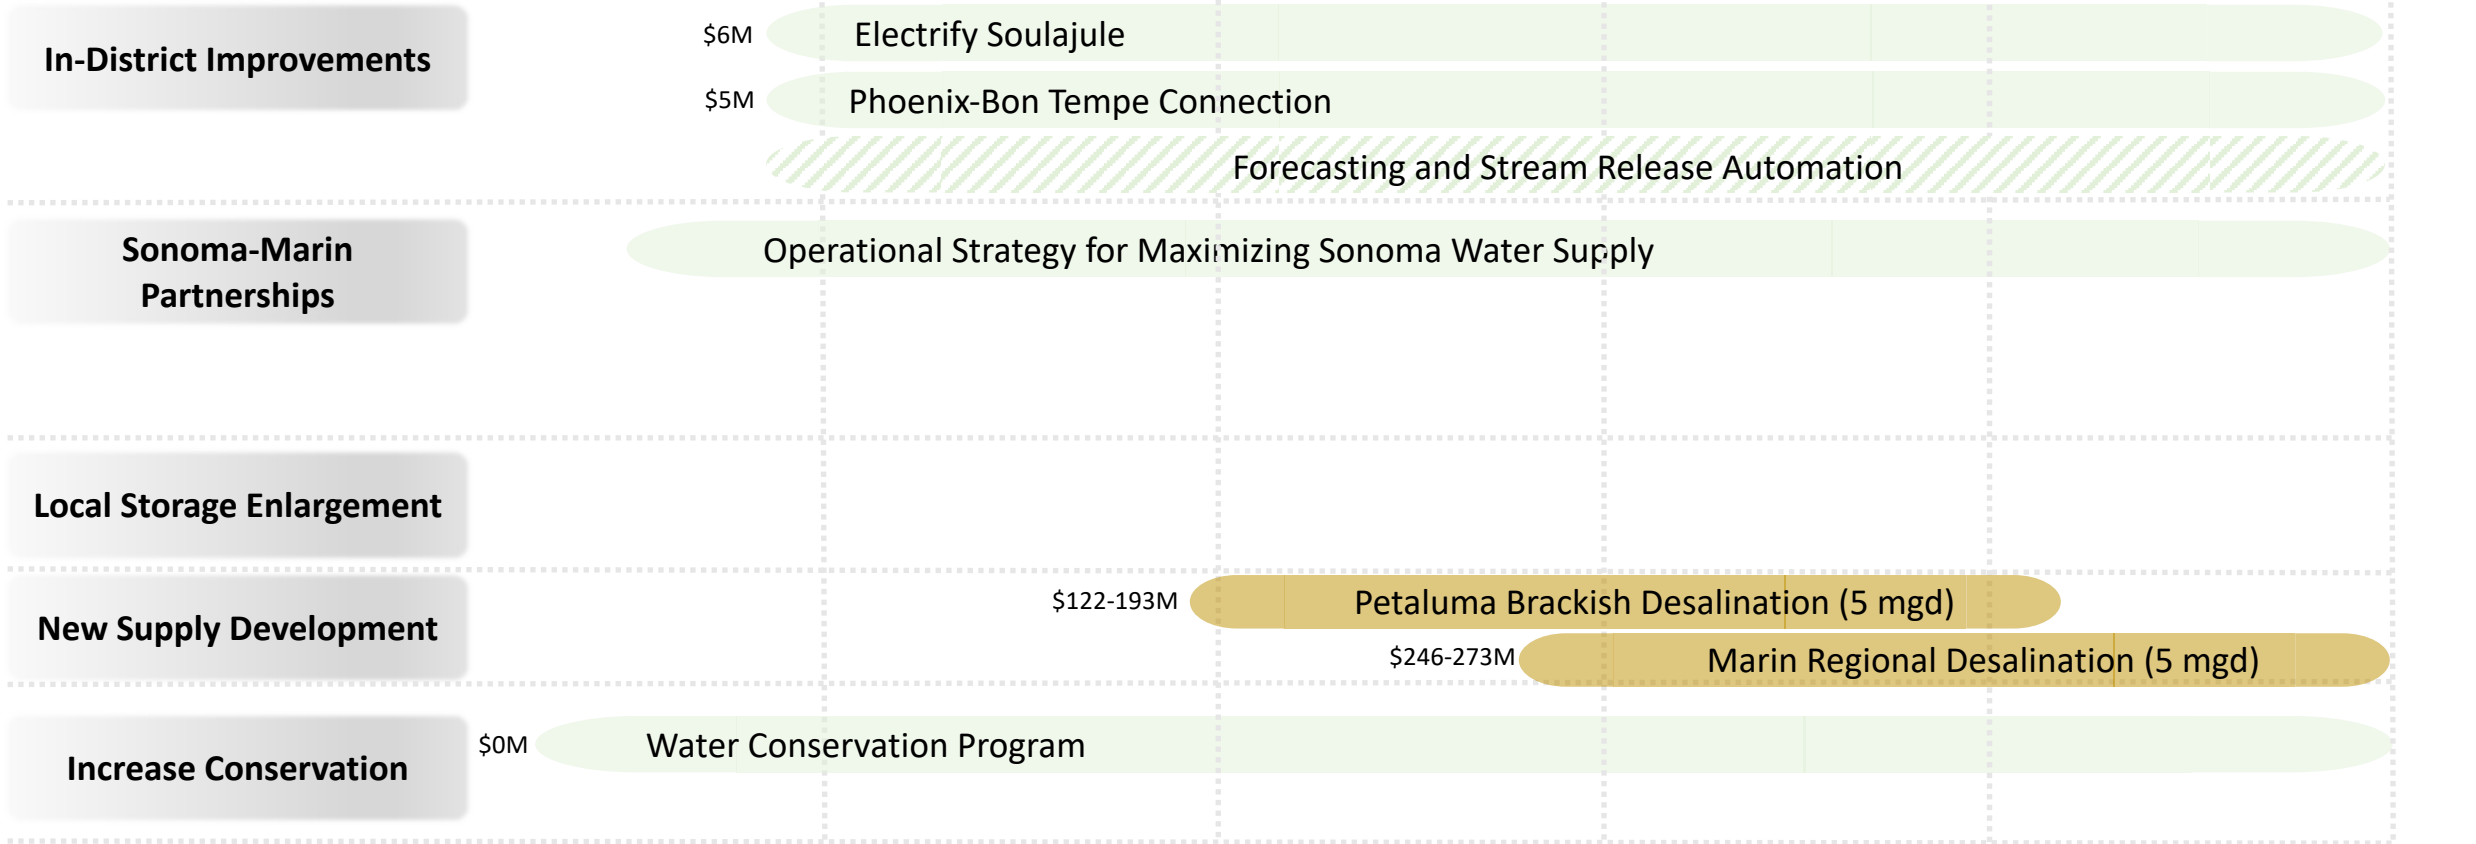 In-District Improvements
$6M
Electrify Soulajule
$5M
Phoenix-Bon Tempe Connection
Forecasting and Stream Release Automation
Sonoma-Marin
Partnerships
Operational Strategy for Maximizing Sonoma Water Supply
Local Storage Enlargement
New Supply Development
$122-193M
Petaluma Brackish Desalination (5 mgd)
$246-273M
Marin Regional Desalination (5 mgd)
Increase Conservation
$0M
Water Conservation Program